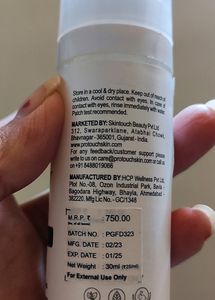 Store in a cool & dry place. Keep out of reach of
children. Avoid contact with eyes. In case of
contact with eyes, rinse immediately with water.
Patch test recommended.
MARKETED BY: Skintouch Beauty Pvt Ltd
312, Swaraparklane, Atabhai Chowk,
Bhavnagar-365001, Gujarat - India.
www.protouchskin.com
For any feedback/customer support please
write to us on care@protouchskin.com or call
on +91 8488019066
MANUFACTURED BY: HCP Wellness Pvt Ltd.
Plot No.-08, Ozon Industrial Park, Bavla -
Bagodara Highway, Bhayla, Ahmedabad -
382220. MFG Lic No.- GC/1348
M.R.P. ₹ 750.00
BATCH NO. PGFD323
MFG. DATE 02/23
EXP. DATE 01/25
Net Weight : 30ml
For External Use Only